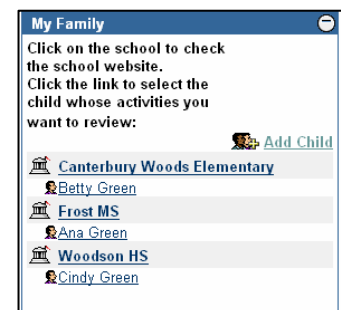 My Family
Click on the school to check
the school website.
Click the link to select the
child whose activities you
want to review:
Add Child
Canterbury Woods Elementary
Betty Green
Frost MS
Ana Green
Woodson HS
Cindy Green